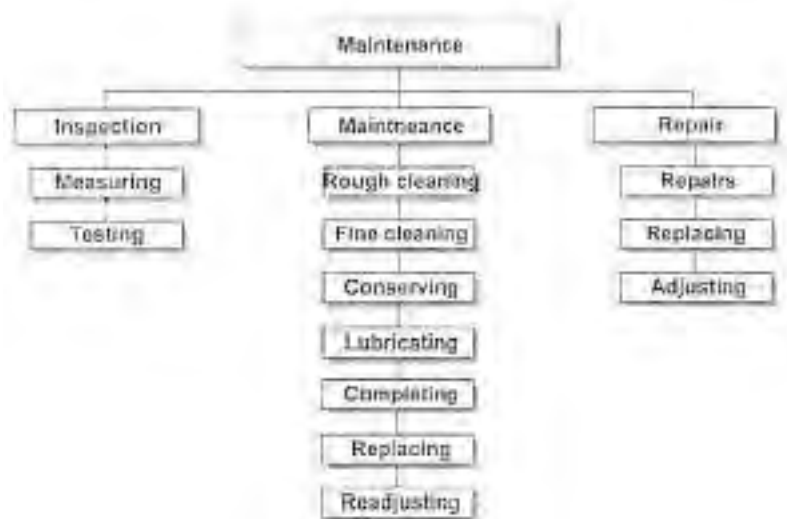 Maintenance
Inspection
Maintneance
Repair
Measuring
Rough cleaning
Repairs
Testing
Fine cleaning
Replacing
Conserving
Adjusting
Lubricating
Completing
Replacing
Readjusting